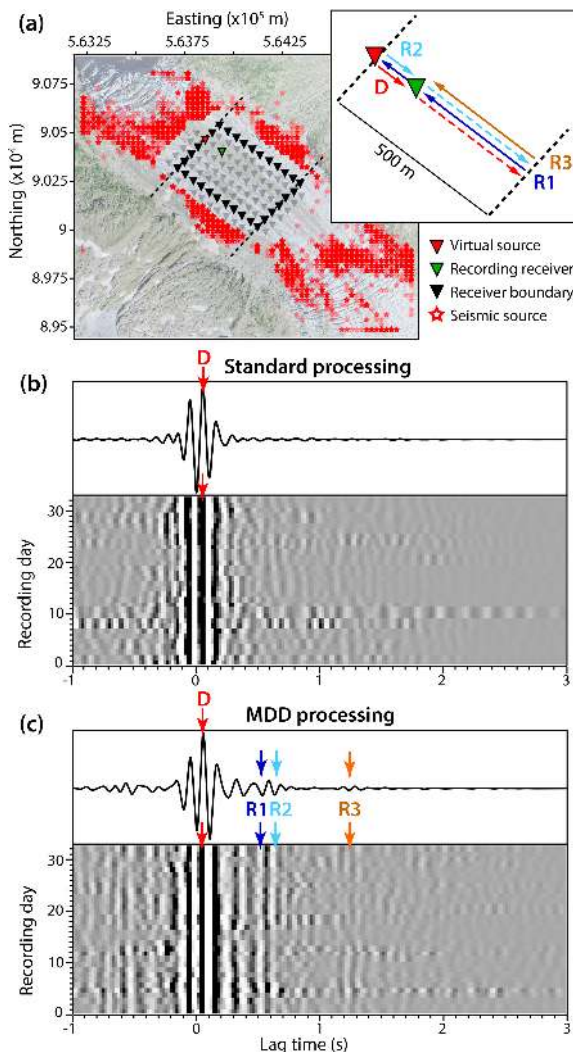 (a)
Easting (x10⁵ m)
5.6325 5.6375 5.6425
Northing (x10⁴ m)
9.075
9.05
9.025
9
8.975
8.95
R2
D
500 m
R3
R1
Virtual source
Recording receiver
Receiver boundary
Seismic source
(b)
D
Standard processing
Recording day
30
20
10
0
-1 0 1 2 3
(c)
D
MDD processing
R1 R2 R3
Recording day
30
20
10
0
-1 0 1 2 3
Lag time (s)